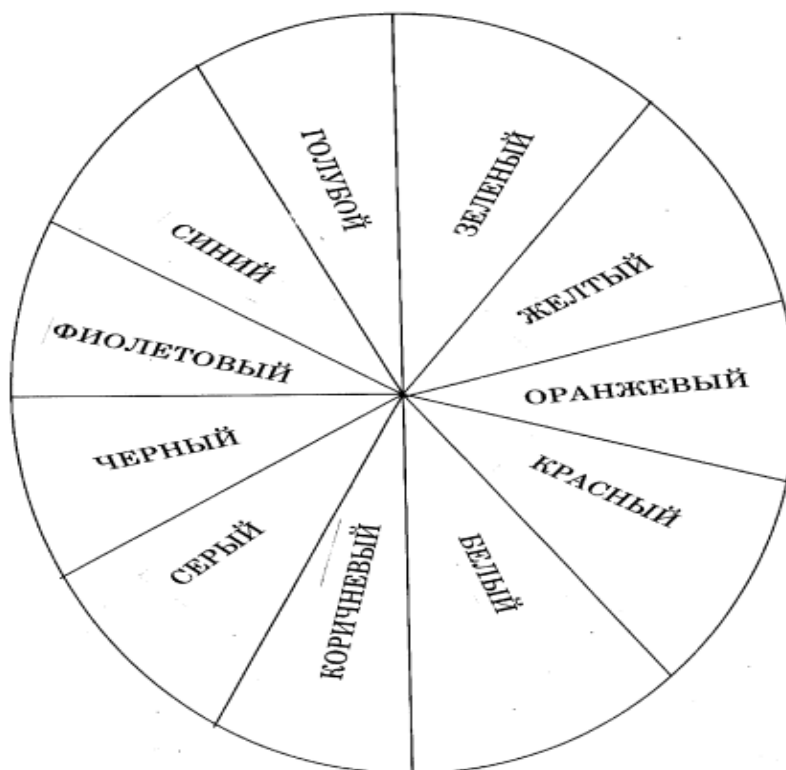 ГОЛУБОЙ
ЗЕЛЕНЫЙ
ЖЕЛТЫЙ
ОРАНЖЕВЫЙ
КРАСНЫЙ
БЕЛЫЙ
КОРИЧНЕВЫЙ
СЕРЫЙ
ЧЕРНЫЙ
ФИОЛЕТОВЫЙ
СИНИЙ